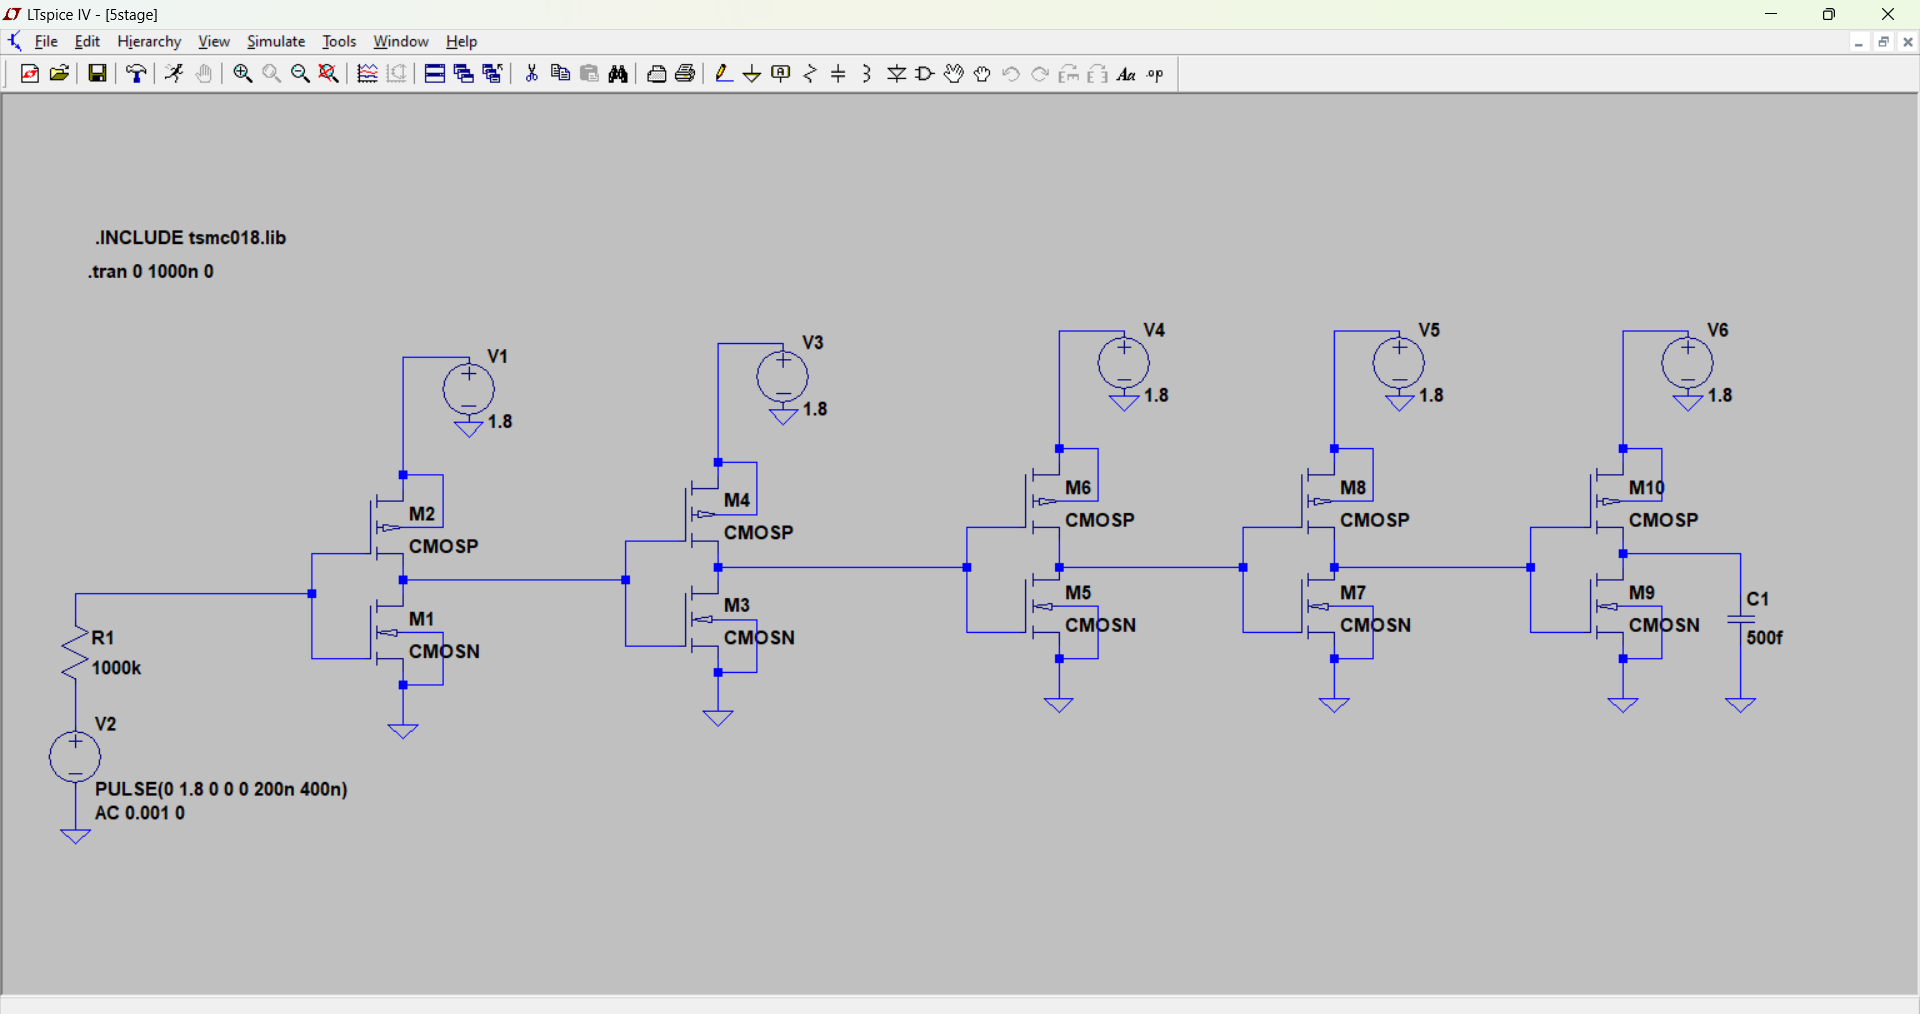 LTspice IV - [5stage]
File Edit Hierarchy View Simulate Tools Window Help
.INCLUDE tsmc018.lib
.tran 0 1000n 0
V1
1.8
V3
1.8
V4
1.8
V5
1.8
V6
1.8
M2
CMOSP
M4
CMOSP
M6
CMOSP
M8
CMOSP
M10
CMOSP
M1
CMOSN
M3
CMOSN
M5
CMOSN
M7
CMOSN
M9
CMOSN
C1
500f
R1
1000k
V2
PULSE(0 1.8 0 0 0 200n 400n)
AC 0.001 0